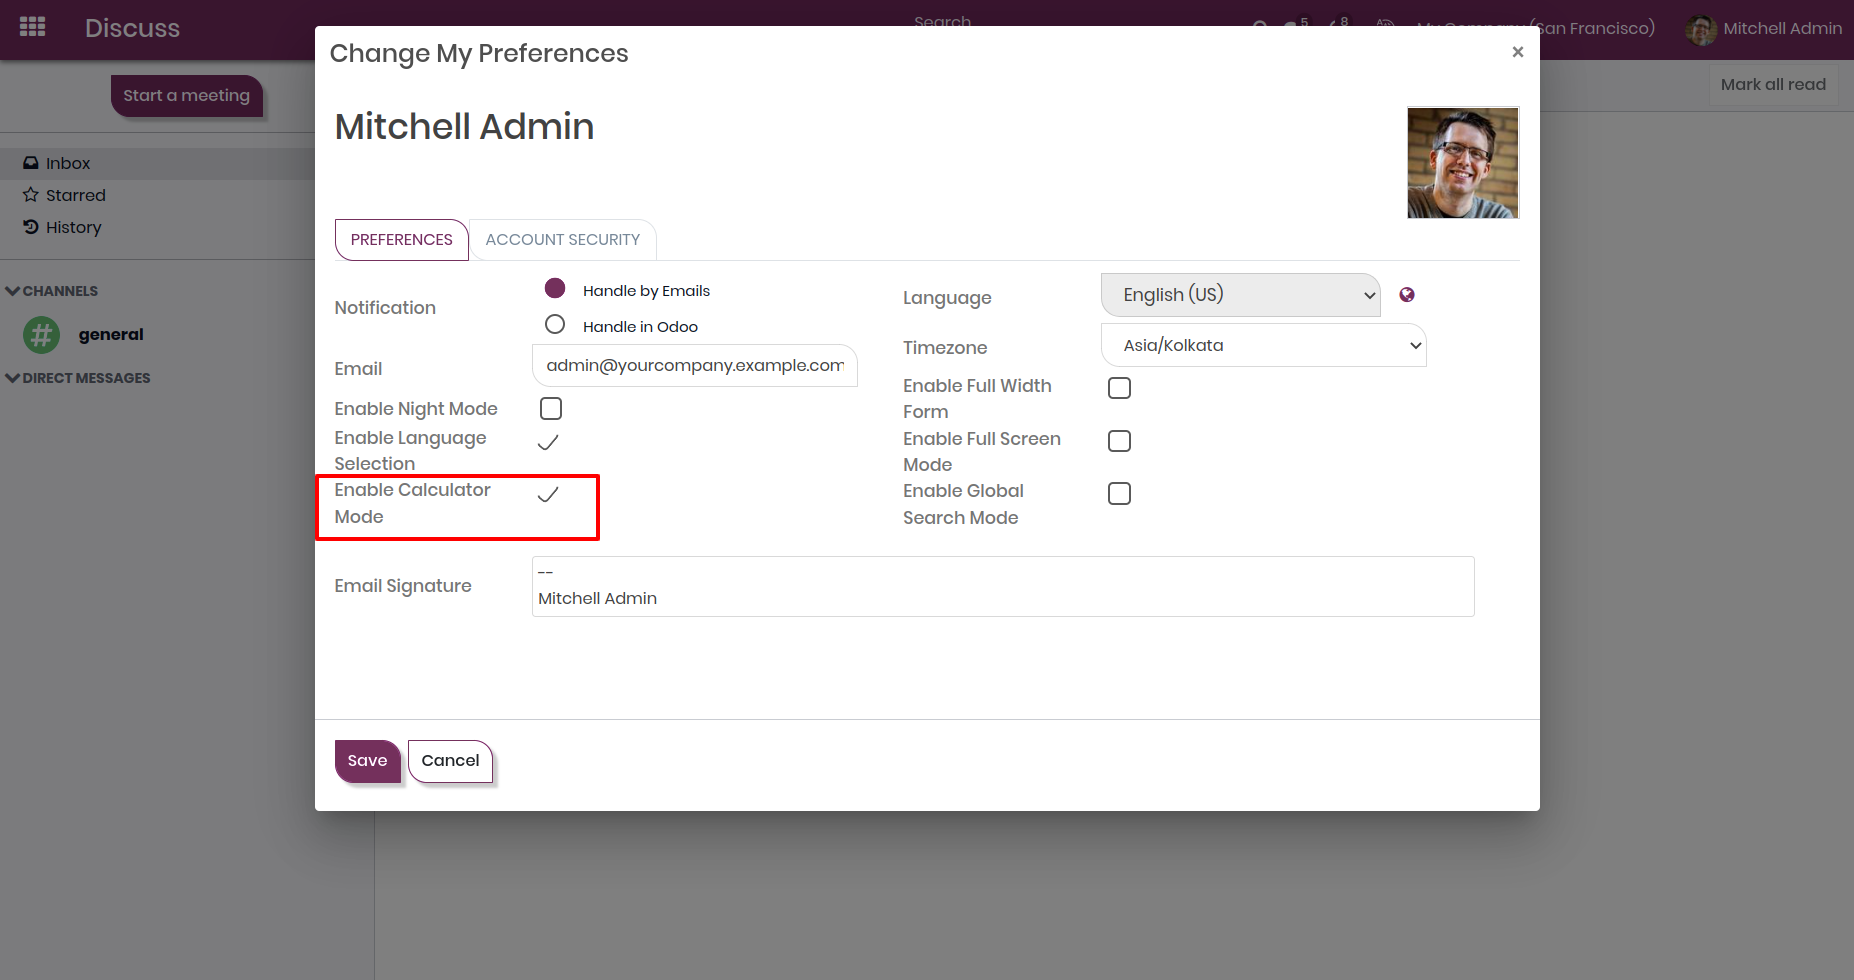 Discuss
Search
5
8
My Company (San Francisco)
Mitchell Admin
Start a meeting
Mark all read
Inbox
Starred
History
CHANNELS
#
general
DIRECT MESSAGES
Change My Preferences
×
Mitchell Admin
PREFERENCES
ACCOUNT SECURITY
Notification
Handle by Emails
Handle in Odoo
Email
admin@yourcompany.example.com
Enable Night Mode
Enable Language
Selection
Enable Calculator
Mode
Language
English (US)
Timezone
Asia/Kolkata
Enable Full Width
Form
Enable Full Screen
Mode
Enable Global
Search Mode
Email Signature
--
Mitchell Admin
Save
Cancel